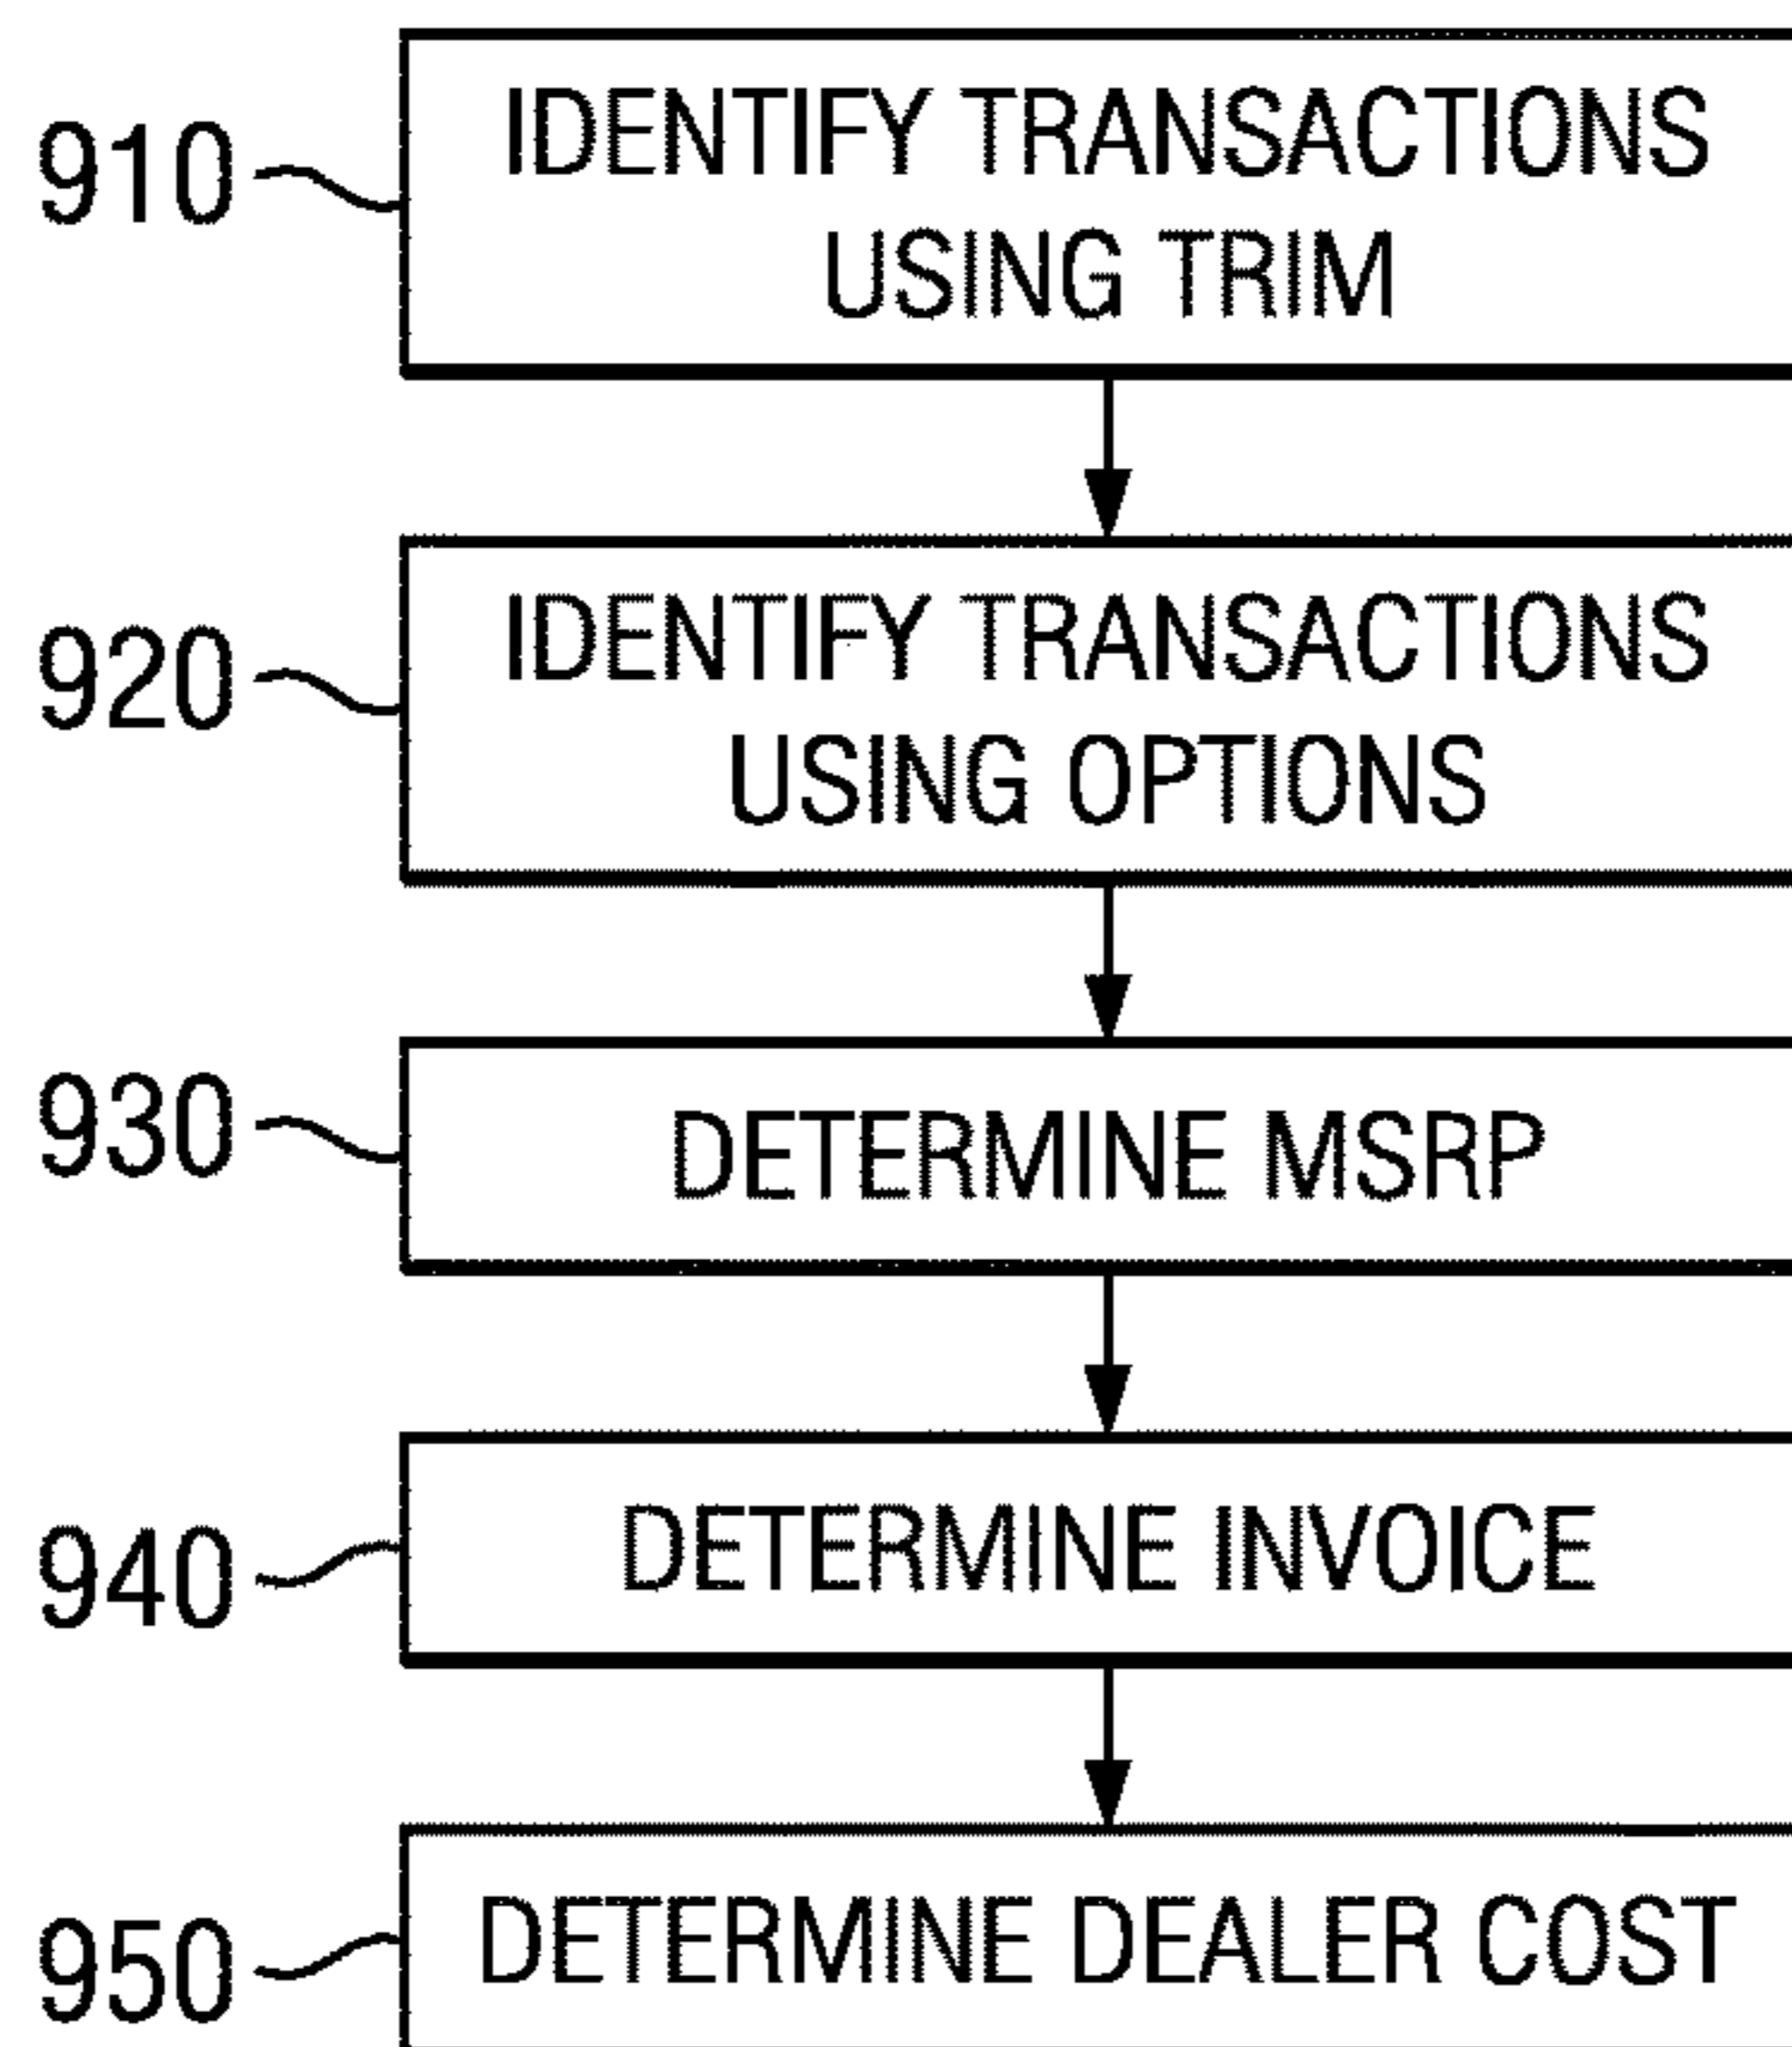 910
IDENTIFY TRANSACTIONS
USING TRIM
920
IDENTIFY TRANSACTIONS
USING OPTIONS
930
DETERMINE MSRP
940
DETERMINE INVOICE
950
DETERMINE DEALER COST